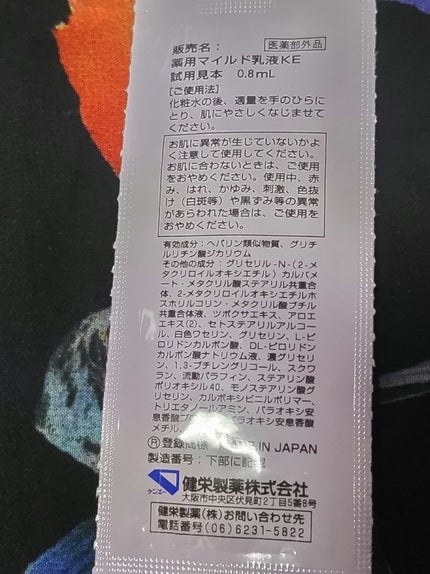 販売名： 医薬部外品
薬用マイルド乳液KE
試用見本 0.8mL
[ご使用法]
化粧水の後、適量を手のひらに
とり、肌にやさしくなじませて
ください。
お肌に異常が生じていないかよ
く注意して使用してください。
お肌に合わないときは、ご使用
をおやめください。使用中、赤
み、はれ、かゆみ、刺激、色抜
け（白斑等）や黒ずみ等の異常
があらわれた場合は、ご使用を
おやめください。
有効成分：ヘパリン類似物質、グリチ
ルリチン酸ジカリウム
その他の成分：グリセリル-N-(2-メ
タクリロイルオキシエチル) カルバメ
ート・メタクリル酸ステアリル共重合
体、2-メタクリロイルオキシエチルホ
スホリルコリン・メタクリル酸ブチル
共重合体液、ツボクサエキス、アロエ
エキス(2)、セトステアリルアルコー
ル、白色ワセリン、グリセリン、L-ピ
ロリドンカルボン酸、DL-ピロリドン
カルボン酸ナトリウム液、濃グリセリ
ン、1,3-ブチレングリコール、スクワ
ラン、流動パラフィン、ステアリン酸
ポリオキシル40、モノステアリン酸グ
リセリン、カルボキシビニルポリマー、
トリエタノールアミン、パラオキシ安
息香酸プ ラオキシ安息香酸
メチル
®登録商標 IN JAPAN
製造番号：下部に記
ケンエー 健栄製薬株式会社
大阪市中央区伏見町2丁目5番8号
健栄製薬（株）お問い合わせ先
電話番号（06）6231-5822